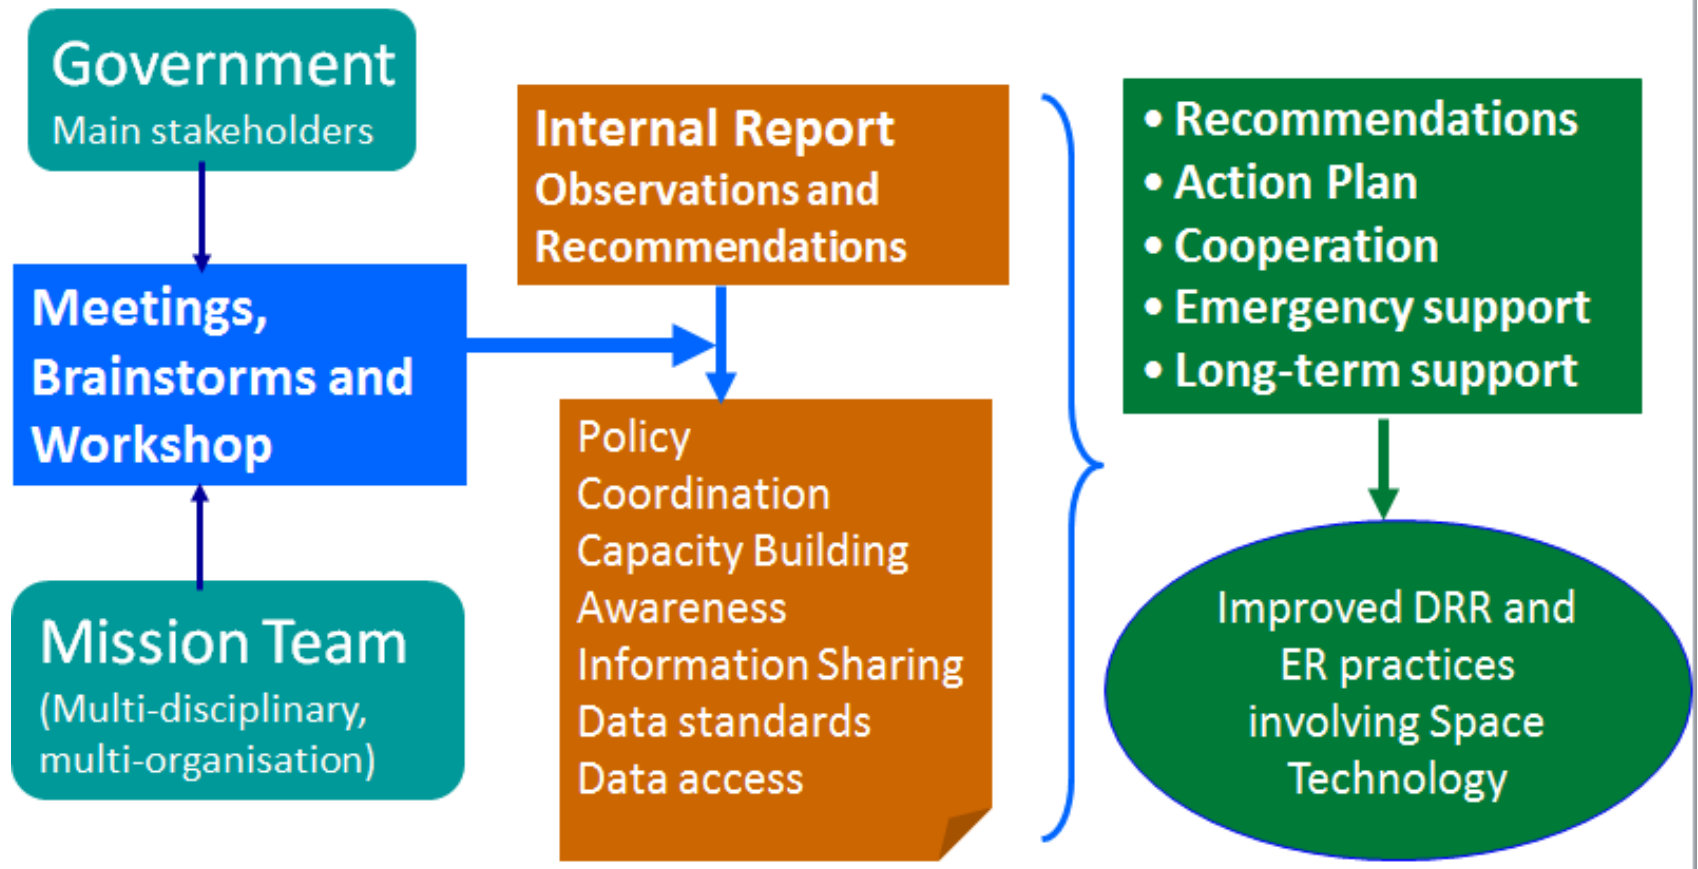 Government
Main stakeholders
Meetings,
Brainstorms and
Workshop
Mission Team
(Multi-disciplinary,
multi-organisation)
Internal Report
Observations and
Recommendations
Policy
Coordination
Capacity Building
Awareness
Information Sharing
Data standards
Data access
• Recommendations
• Action Plan
• Cooperation
• Emergency support
• Long-term support
Improved DRR and
ER practices
involving Space
Technology